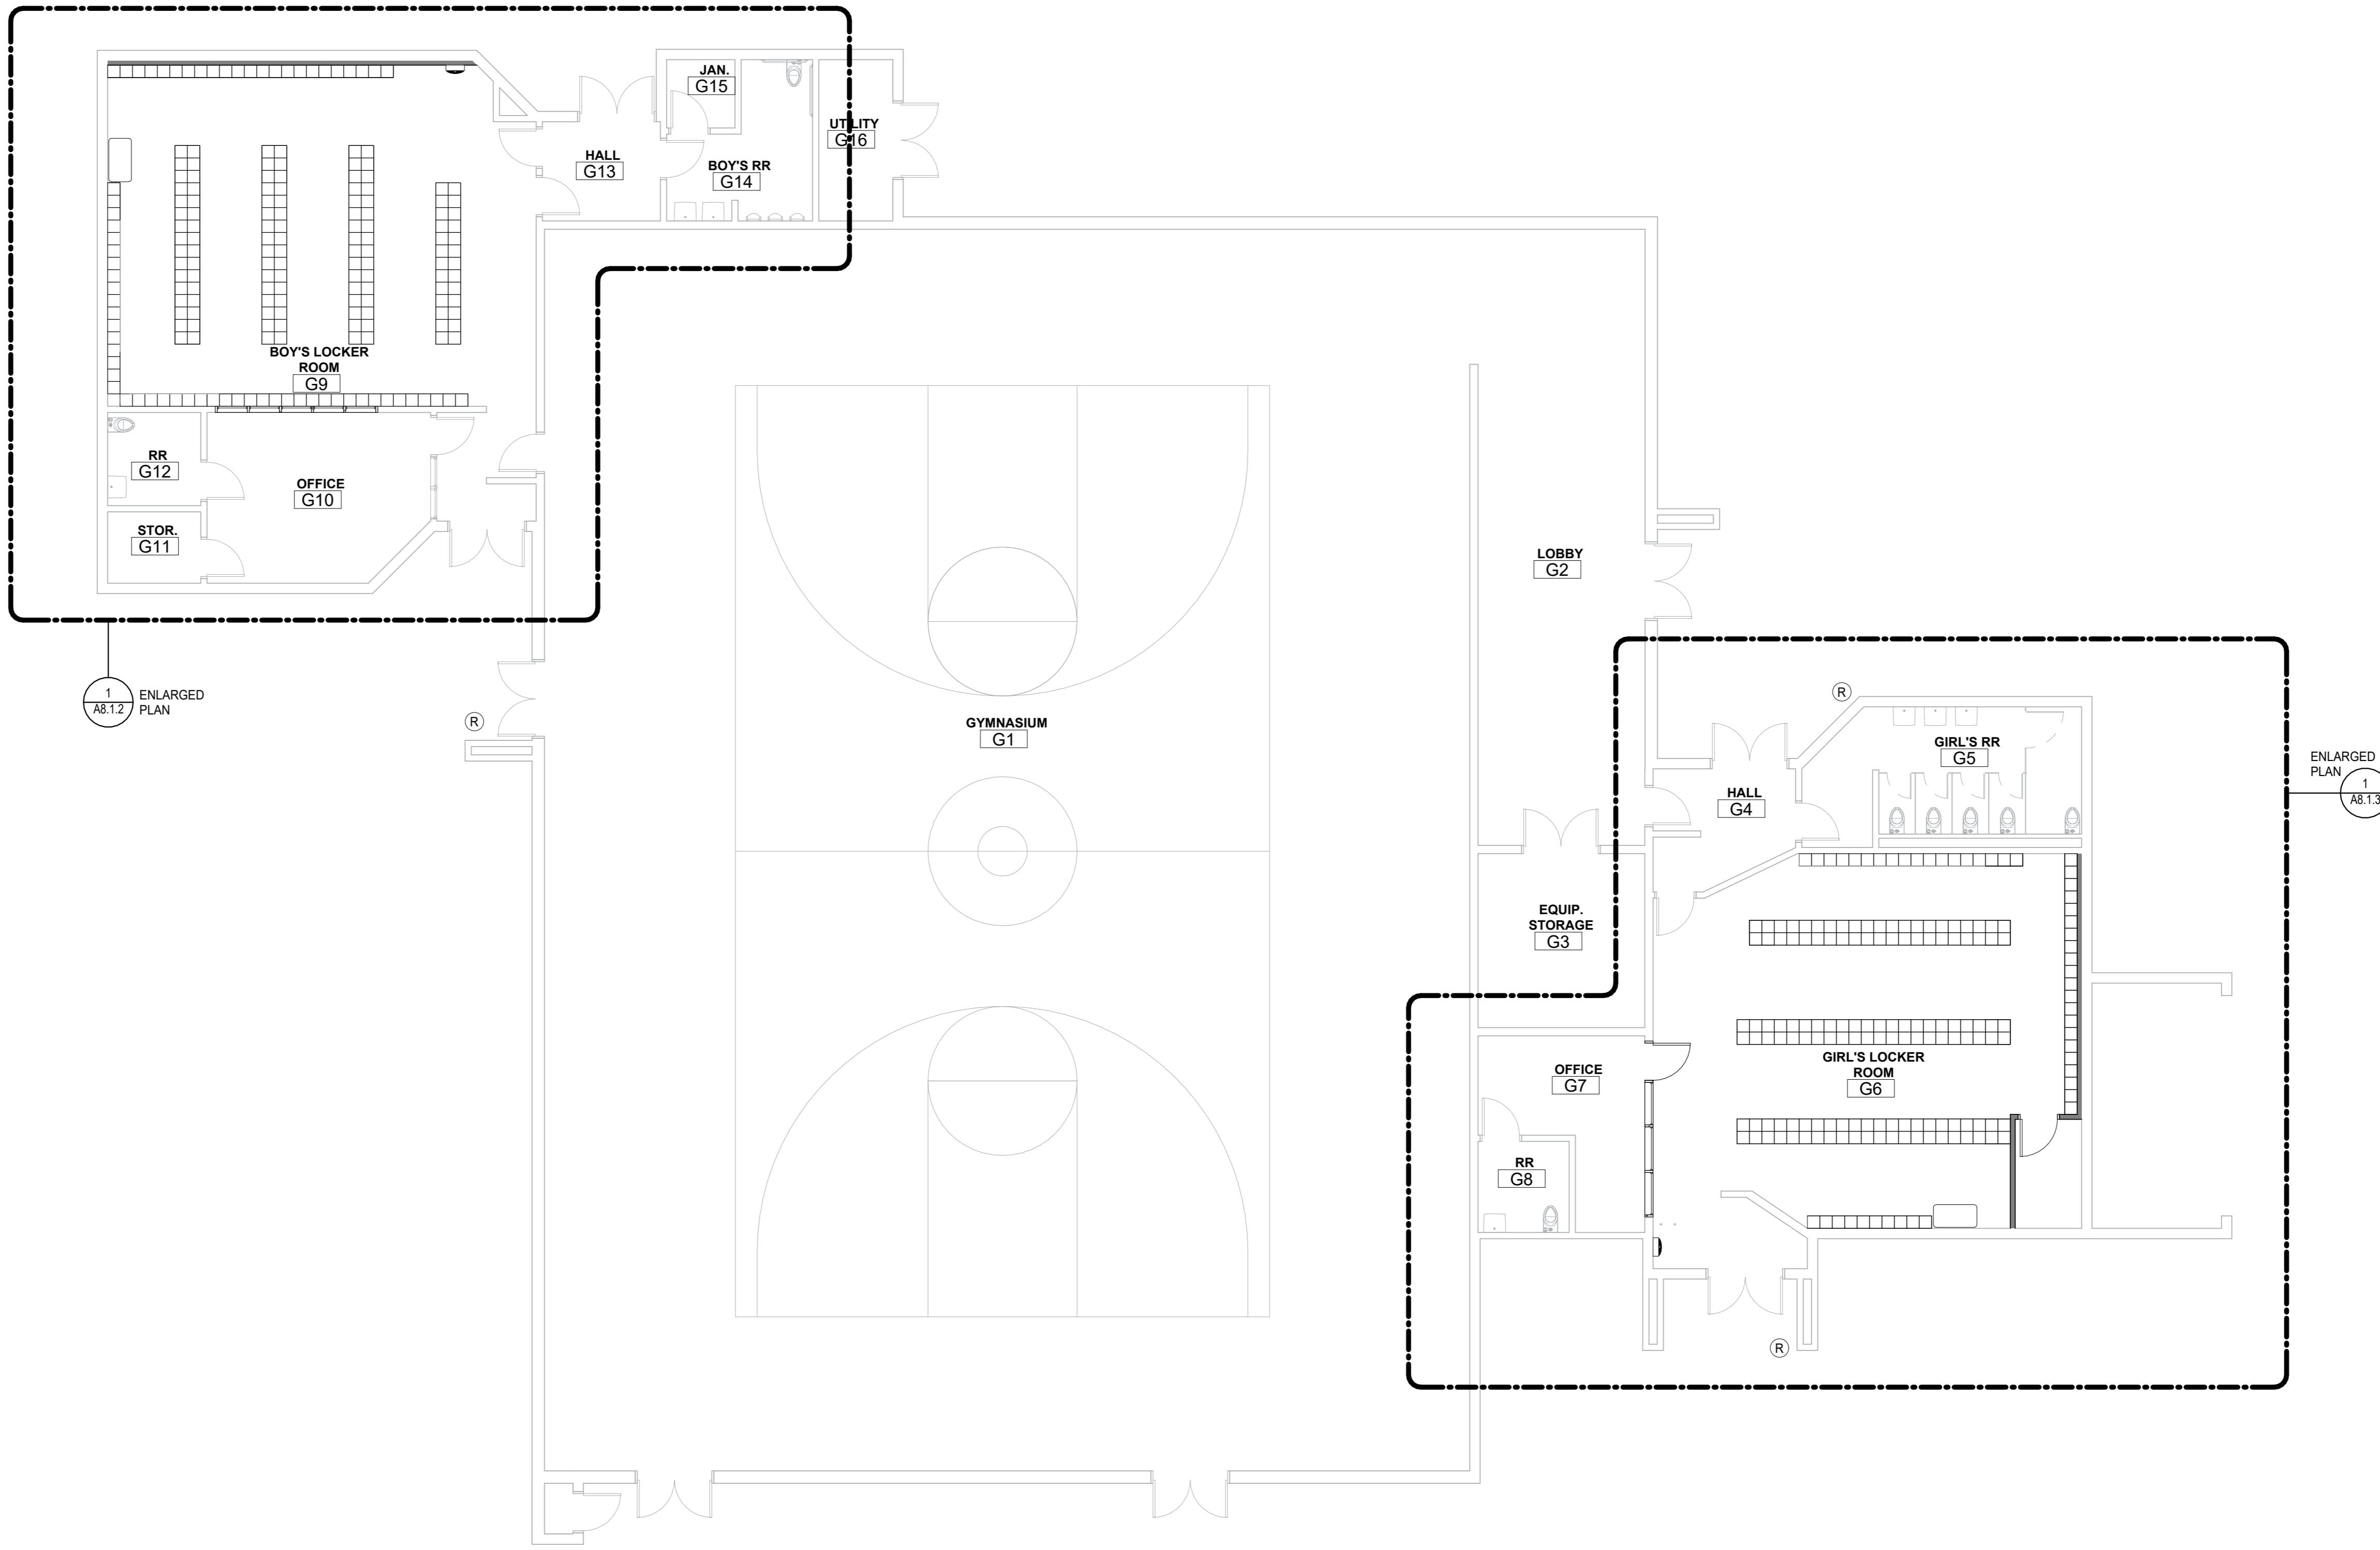 JAN.
G15
UTILITY
G16
HALL
G13
BOY'S RR
G14
BOY'S LOCKER
ROOM
G9
RR
G12
OFFICE
G10
STOR.
G11
LOBBY
G2
1
A8.1.2
ENLARGED
PLAN
R
GYMNASIUM
G1
R
GIRL'S RR
G5
ENLARGED
PLAN
1
A8.1.3
HALL
G4
EQUIP.
STORAGE
G3
GIRL'S LOCKER
ROOM
G6
OFFICE
G7
RR
G8
R